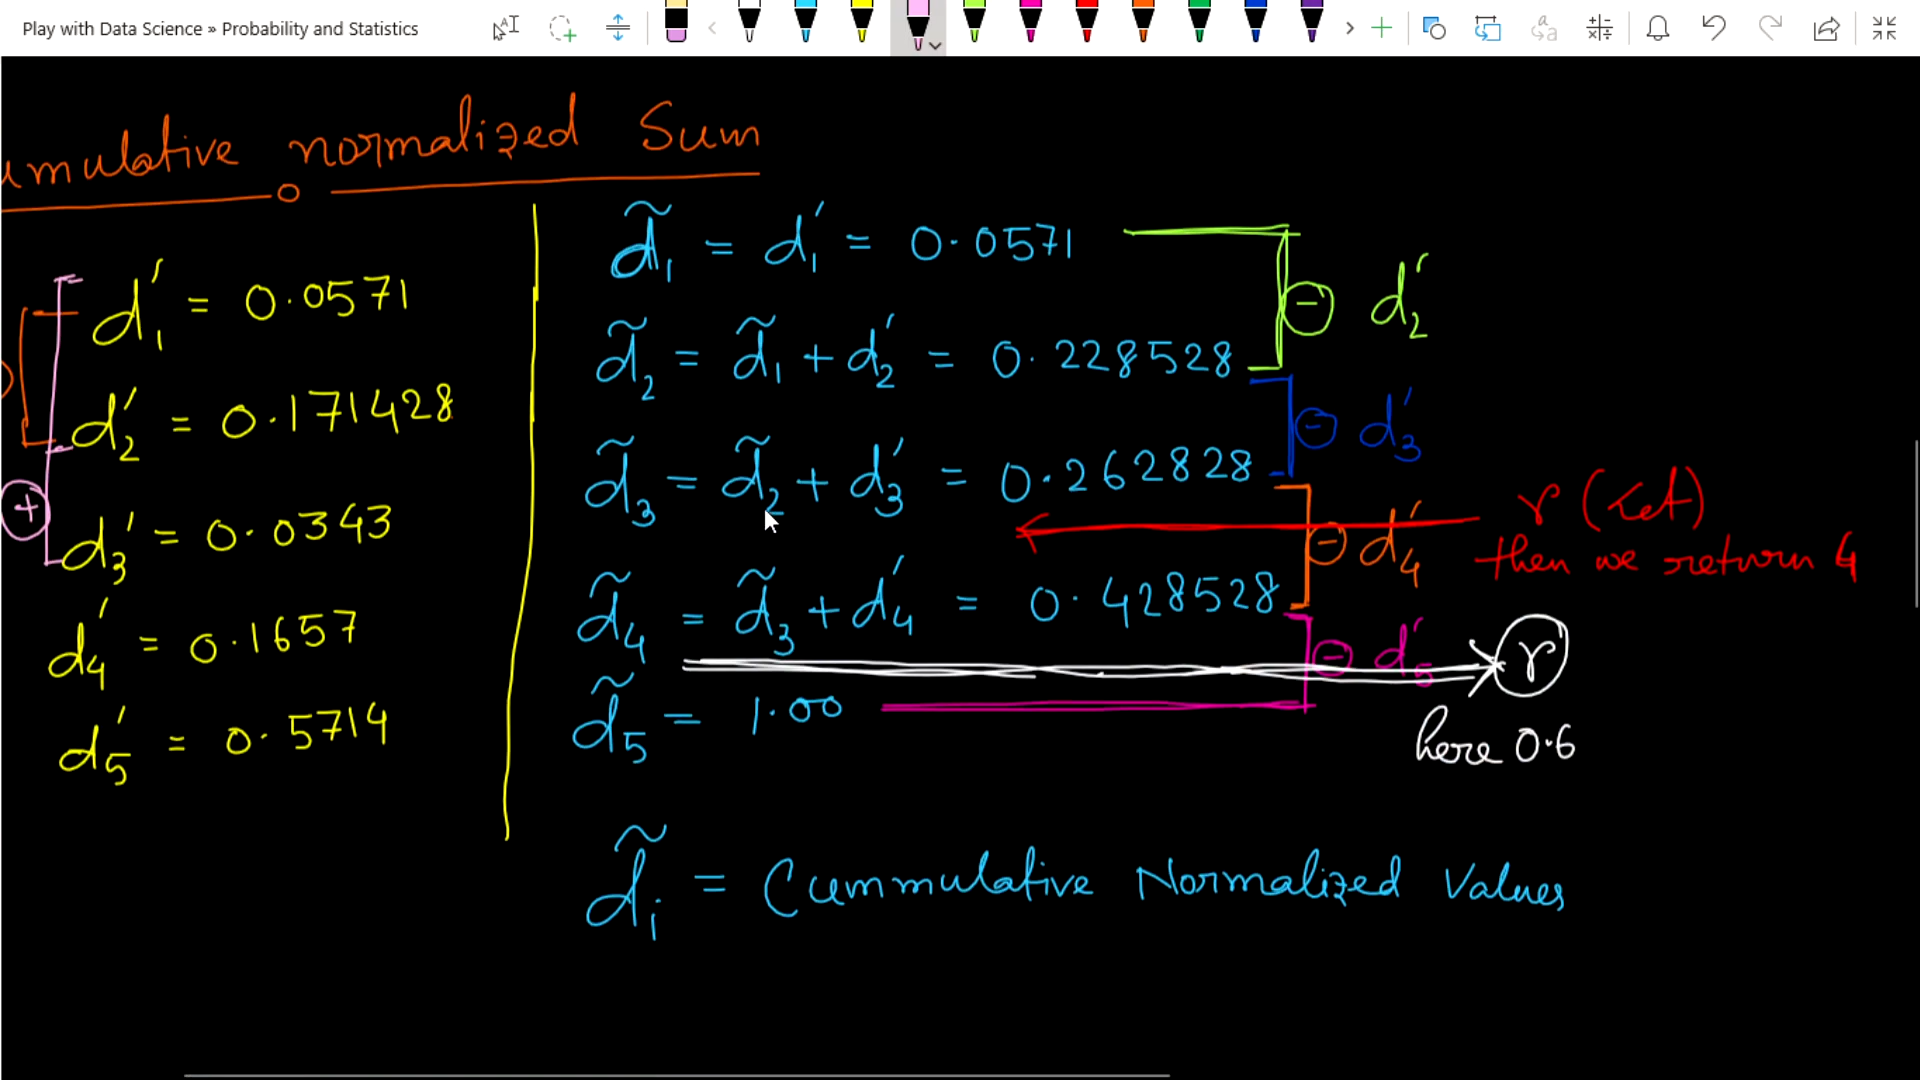 Play with Data Science » Probability and Statistics
umulative normalized Sum
d₁' = 0.0571
d₂' = 0.171428
d₃' = 0.0343
d₄' = 0.1657
d₅' = 0.5714
+
d̃₁ = d₁' = 0.0571
d̃₂ = d̃₁ + d₂' = 0.228528
d̃₃ = d̃₂ + d₃' = 0.262828
d̃₄ = d̃₃ + d₄' = 0.428528
d̃₅ = 1.00
- d₂'
- d₃'
- d₄'
- d₅'
r (let)
then we return 4
r
here 0.6
d̃ᵢ = Cummulative Normalized Values